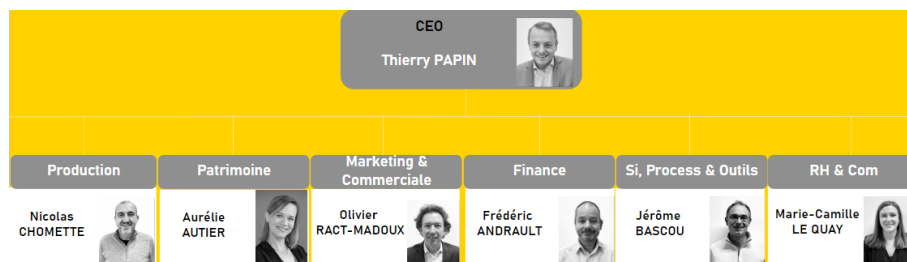 CEO
Thierry PAPIN
Production
Patrimoine
Marketing &
Commerciale
Finance
Si, Process & Outils
RH & Com
Nicolas
CHOMETTE
Aurélie
AUTIER
Olivier
RACT-MADOUX
Frédéric
ANDRAULT
Jérôme
BASCOU
Marie-Camille
LE QUAY